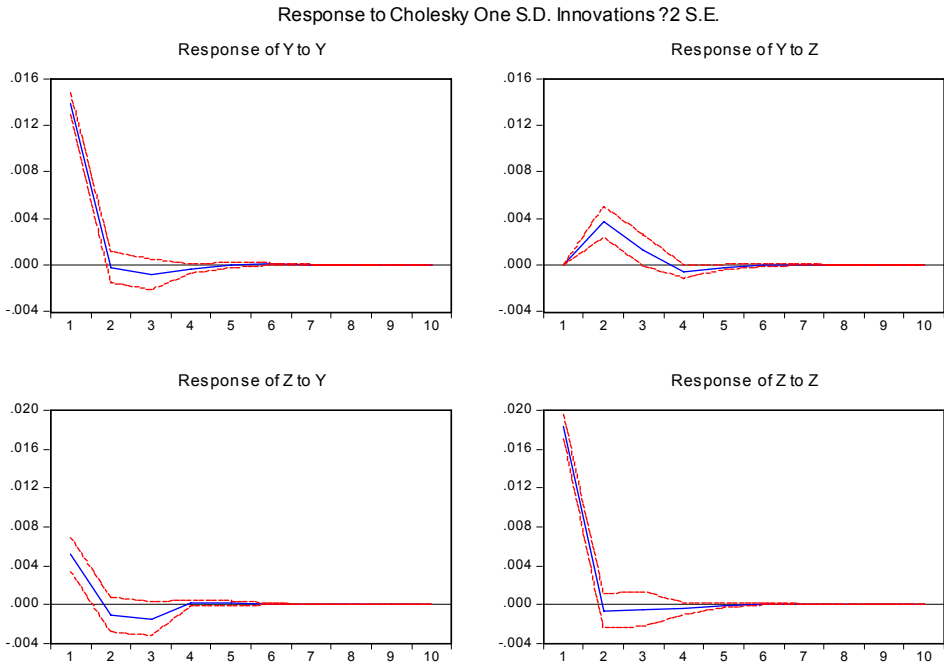 Response to Cholesky One S.D. Innovations ?2 S.E.
Response of Y to Y
.016
.012
.008
.004
.000
-.004
1 2 3 4 5 6 7 8 9 10
Response of Y to Z
.016
.012
.008
.004
.000
-.004
1 2 3 4 5 6 7 8 9 10
Response of Z to Y
.020
.016
.012
.008
.004
.000
-.004
1 2 3 4 5 6 7 8 9 10
Response of Z to Z
.020
.016
.012
.008
.004
.000
-.004
1 2 3 4 5 6 7 8 9 10